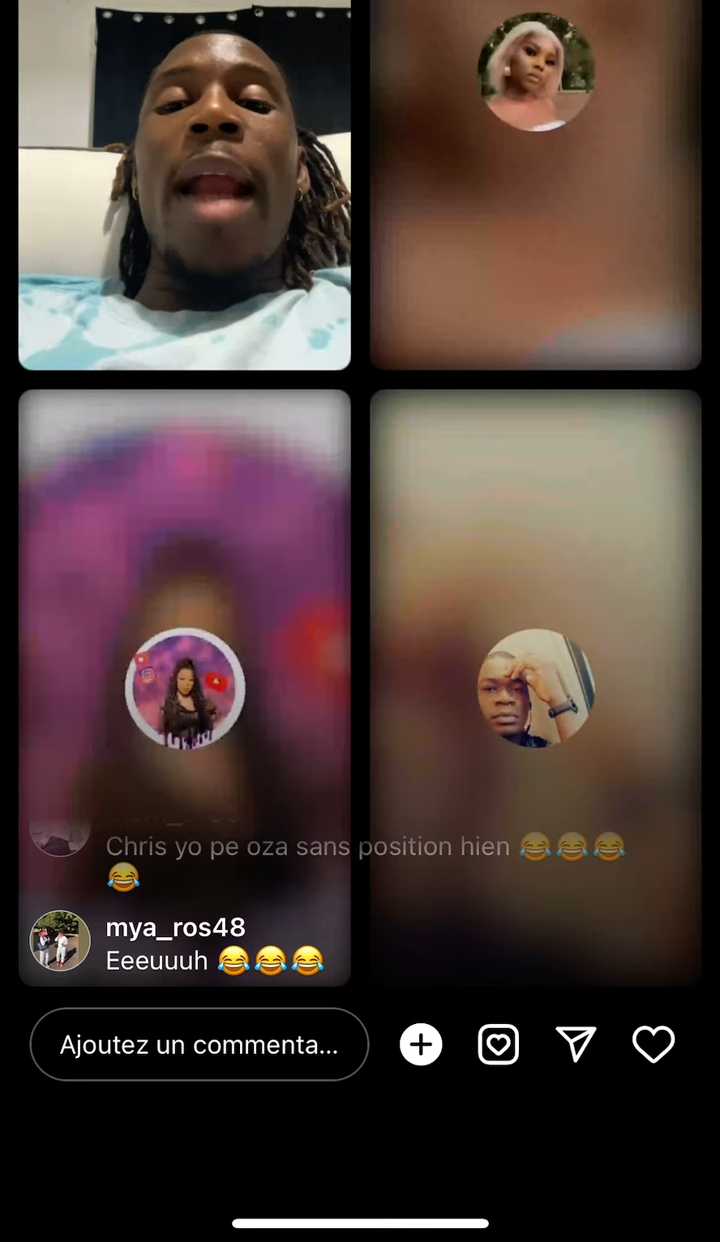 Chris yo pe oza sans position hien 😂😂😂
😂
mya_ros48
Eeeuuuh 😂😂😂
Ajoutez un commenta...